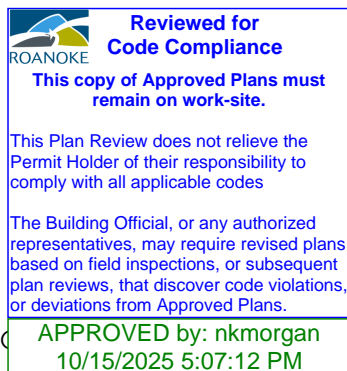 ROANOKE
Reviewed for
Code Compliance
This copy of Approved Plans must
remain on work-site.
This Plan Review does not relieve the
Permit Holder of their responsibility to
comply with all applicable codes
The Building Official, or any authorized
representatives, may require revised plans
based on field inspections, or subsequent
plan reviews, that discover code violations,
or deviations from Approved Plans.
APPROVED by: nkmorgan
10/15/2025 5:07:12 PM